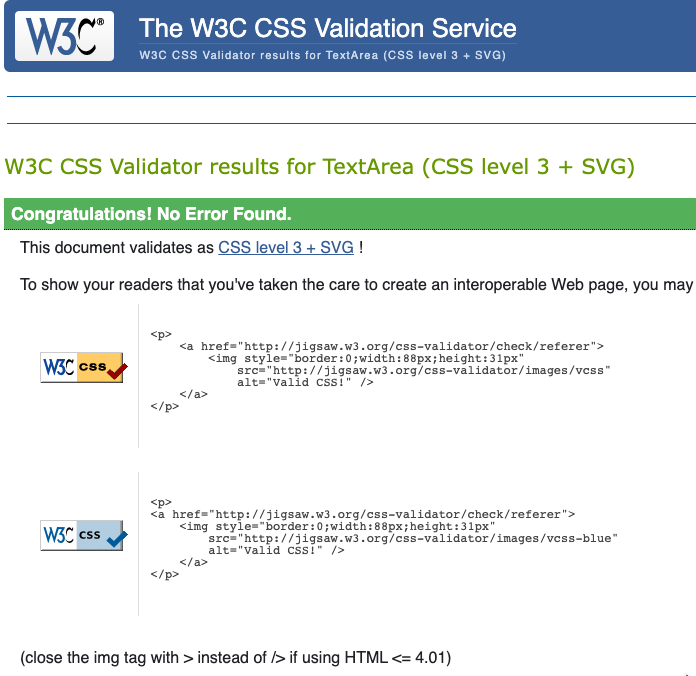 W3C®
The W3C CSS Validation Service
W3C CSS Validator results for TextArea (CSS level 3 + SVG)
W3C CSS Validator results for TextArea (CSS level 3 + SVG)
Congratulations! No Error Found.
This document validates as CSS level 3 + SVG !
To show your readers that you've taken the care to create an interoperable Web page, you may
W3C css
<p>
<a href="http://jigsaw.w3.org/css-validator/check/referer">
<img style="border:0;width:88px;height:31px"
src="http://jigsaw.w3.org/css-validator/images/vcss"
alt="Valid CSS!" />
</a>
</p>
W3C css
<p>
<a href="http://jigsaw.w3.org/css-validator/check/referer">
<img style="border:0;width:88px;height:31px"
src="http://jigsaw.w3.org/css-validator/images/vcss-blue"
alt="Valid CSS!" />
</a>
</p>
(close the img tag with > instead of /> if using HTML <= 4.01)